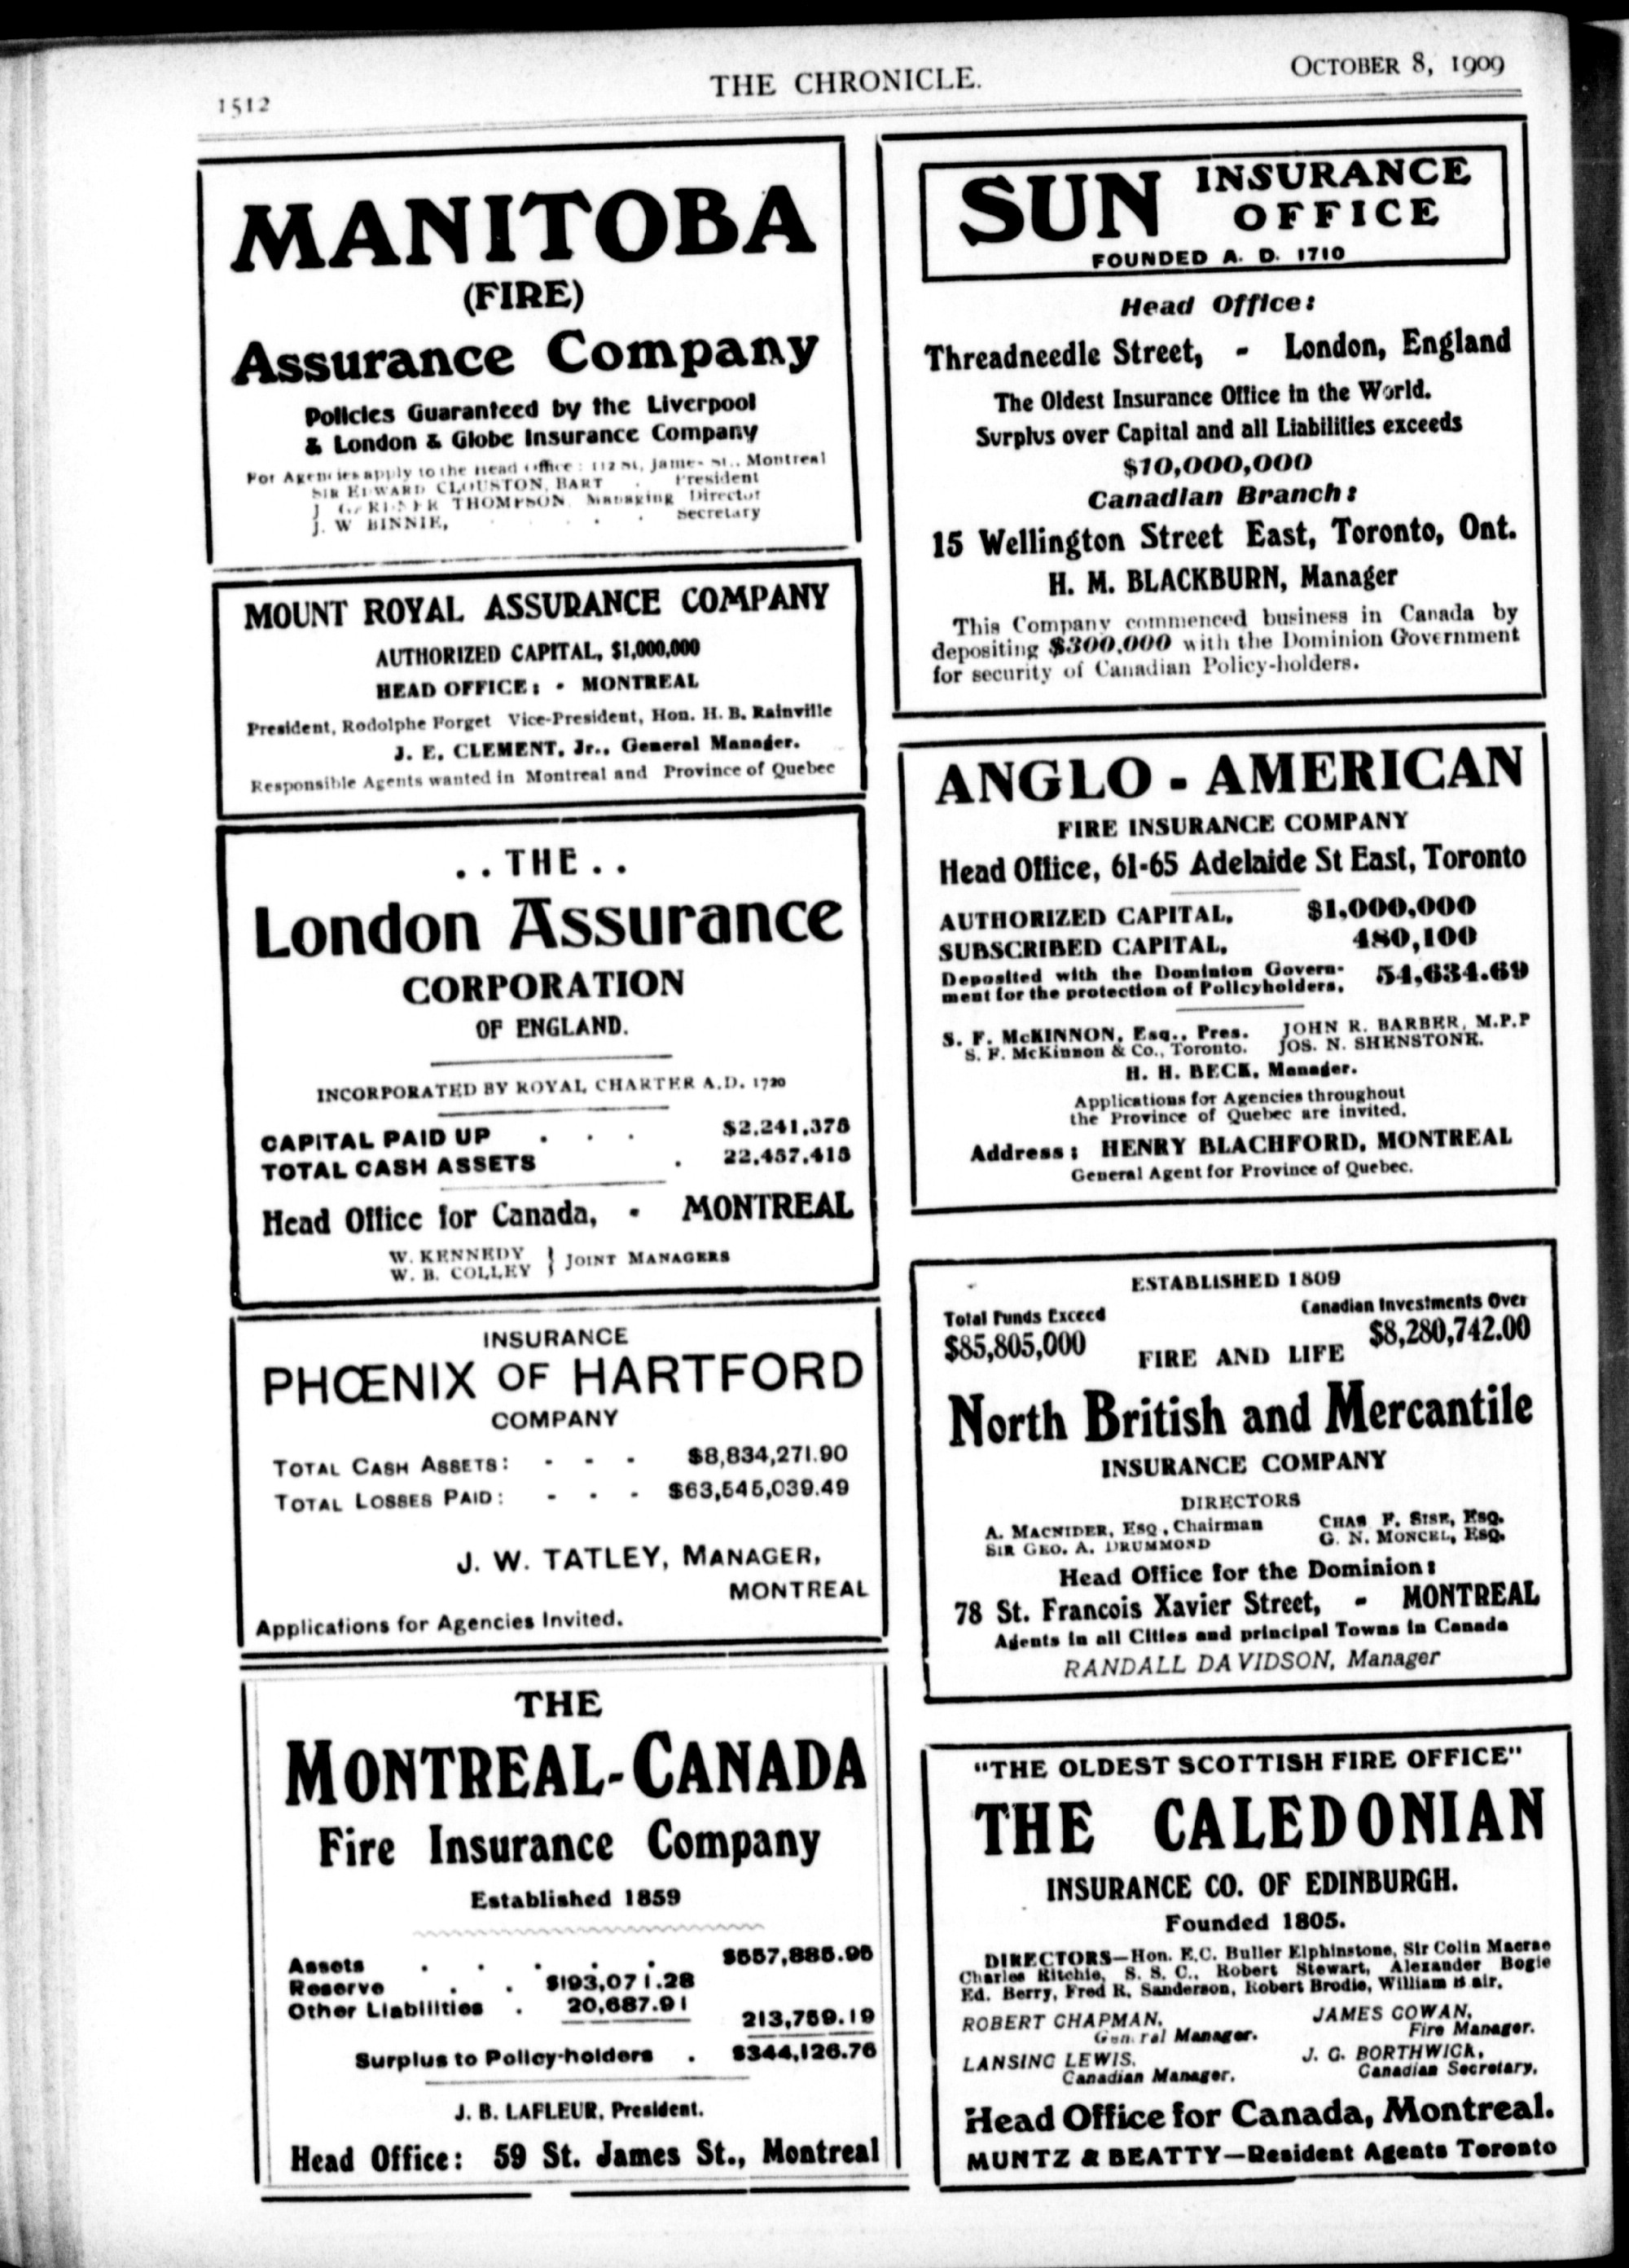 1512
THE CHRONICLE.
OCTOBER 8, 1909
MANITOBA
(FIRE)
Assurance Company
Policies Guaranteed by the Liverpool
& London & Globe Insurance Company
For Agencies apply to the Head Office: 112 St. James St., Montreal
SIR EDWARD CLOUSTON, BART . President
J. GARDNER THOMPSON, Managing Director
J. W BINNIE, . . . Secretary
MOUNT ROYAL ASSURANCE COMPANY
AUTHORIZED CAPITAL, $1,000,000
HEAD OFFICE: - MONTREAL
President, Rodolphe Forget Vice-President, Hon. H. B. Rainville
J. E. CLEMENT, Jr., General Manager.
Responsible Agents wanted in Montreal and Province of Quebec
..THE..
London Assurance
CORPORATION
OF ENGLAND.
INCORPORATED BY ROYAL CHARTER A.D. 1720
CAPITAL PAID UP . . . $2,241,375
TOTAL CASH ASSETS . 22,457,415
Head Office for Canada, - MONTREAL
W. KENNEDY
W. B. COLLEY } JOINT MANAGERS
INSURANCE
PHŒNIX OF HARTFORD
COMPANY
TOTAL CASH ASSETS: - - - $8,834,271.90
TOTAL LOSSES PAID: - - - $63,545,039.49
J. W. TATLEY, MANAGER,
MONTREAL
Applications for Agencies Invited.
THE
MONTREAL-CANADA
Fire Insurance Company
Established 1859
Assets . . . . . $557,885.95
Reserve . . $193,071.28
Other Liabilities . 20,687.91
213,759.19
Surplus to Policy-holders . $344,126.76
J. B. LAFLEUR, President.
Head Office: 59 St. James St., Montreal
SUN INSURANCE
OFFICE
FOUNDED A. D. 1710
Head Office:
Threadneedle Street, - London, England
The Oldest Insurance Office in the World.
Surplus over Capital and all Liabilities exceeds
$10,000,000
Canadian Branch:
15 Wellington Street East, Toronto, Ont.
H. M. BLACKBURN, Manager
This Company commenced business in Canada by
depositing $300,000 with the Dominion Government
for security of Canadian Policy-holders.
ANGLO - AMERICAN
FIRE INSURANCE COMPANY
Head Office, 61-65 Adelaide St East, Toronto
AUTHORIZED CAPITAL, $1,000,000
SUBSCRIBED CAPITAL, 480,100
Deposited with the Dominion Govern-
ment for the protection of Policyholders, 54,634.69
S. F. McKINNON, Esq., Pres. JOHN R. BARBER, M.P.P
S. F. McKinnon & Co., Toronto. JOS. N. SHENSTONE.
H. H. BECK, Manager.
Applications for Agencies throughout
the Province of Quebec are invited.
Address: HENRY BLACHFORD, MONTREAL
General Agent for Province of Quebec.
ESTABLISHED 1809
Total Funds Exceed Canadian Investments Over
$85,805,000 FIRE AND LIFE $8,280,742.00
North British and Mercantile
INSURANCE COMPANY
DIRECTORS
A. MACNIDER, ESQ, Chairman CHAS F. SISE, ESQ.
SIR GEO. A. DRUMMOND G. N. MONCEL, ESQ.
Head Office for the Dominion:
78 St. Francois Xavier Street, - MONTREAL
Agents in all Cities and principal Towns in Canada
RANDALL DAVIDSON, Manager
"THE OLDEST SCOTTISH FIRE OFFICE"
THE CALEDONIAN
INSURANCE CO. OF EDINBURGH.
Founded 1805.
DIRECTORS—Hon. E.C. Buller Elphinstone, Sir Colin Macrae
Charles Ritchie, S. S. C., Robert Stewart, Alexander Bogie
Ed. Berry, Fred R. Sanderson, Robert Brodie, William Blair.
ROBERT CHAPMAN, JAMES COWAN,
General Manager. Fire Manager.
LANSING LEWIS, J. G. BORTHWICK,
Canadian Manager. Canadian Secretary.
Head Office for Canada, Montreal.
MUNTZ & BEATTY—Resident Agents Toronto